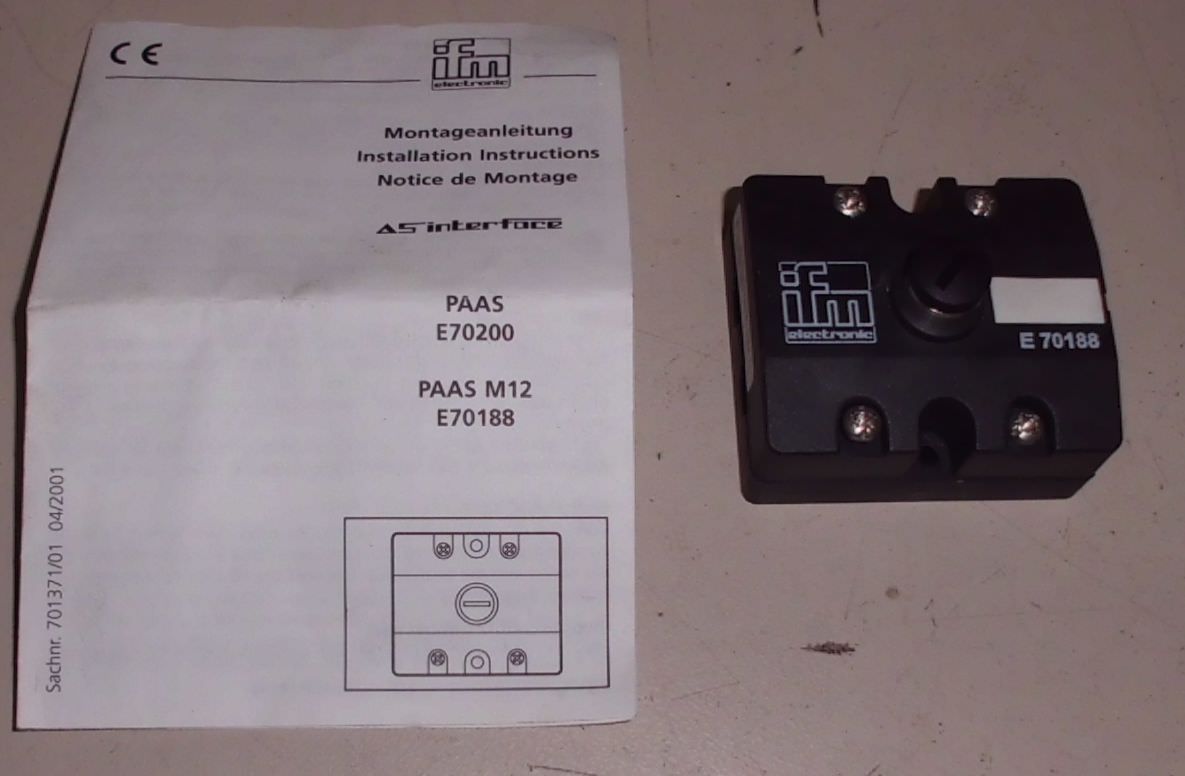 CE
ifm
electronic
Montageanleitung
Installation Instructions
Notice de Montage
AS interface
PAAS
E70200
PAAS M12
E70188
Sachnr. 701371/01 04/2001
ifm
electronic
E 70188